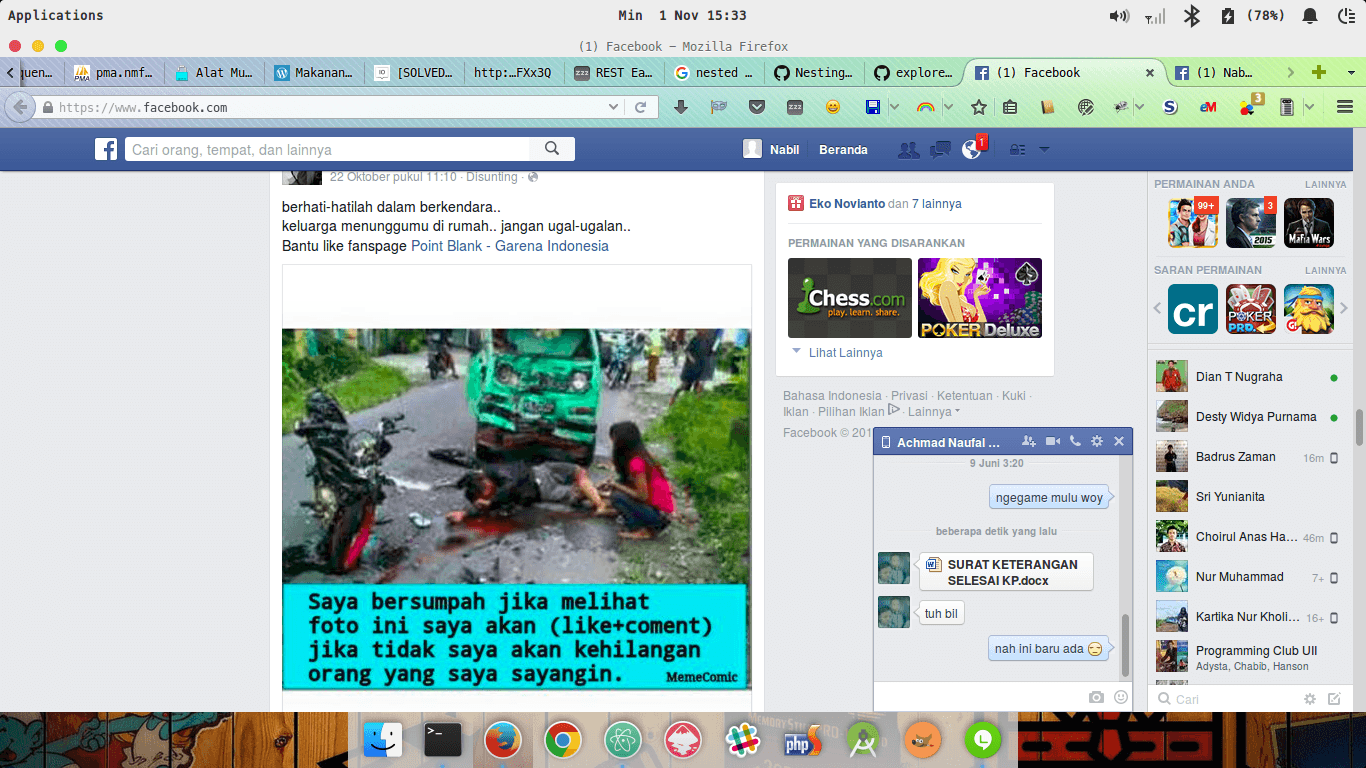 Applications
Min 1 Nov 15:33
(78%)
(1) Facebook - Mozilla Firefox
quen...
pma.nmf...
Alat Mu...
Makanan...
[SOLVED...
http:...FXx3Q
REST Ea...
nested ...
Nesting...
explore...
(1) Facebook
(1) Nab...
https://www.facebook.com
3
Cari orang, tempat, dan lainnya
Nabil
Beranda
1
22 Oktober pukul 11:10 · Disunting ·
berhati-hatilah dalam berkendara..
keluarga menunggumu di rumah.. jangan ugal-ugalan..
Bantu like fanspage Point Blank - Garena Indonesia
Saya bersumpah jika melihat
foto ini saya akan (like+coment)
jika tidak saya akan kehilangan
orang yang saya sayangin.
MemeComic
Eko Novianto dan 7 lainnya
PERMAINAN YANG DISARANKAN
Chess.com
play. learn. share.
POKER Deluxe
Lihat Lainnya
Bahasa Indonesia · Privasi · Ketentuan · Kuki ·
Iklan · Pilihan Iklan · Lainnya
Facebook © 201
Achmad Naufal ...
9 Juni 3:20
ngegame mulu woy
beberapa detik yang lalu
SURAT KETERANGAN
SELESAI KP.docx
tuh bil
nah ini baru ada
PERMAINAN ANDA
LAINNYA
99+
3
2015
Mafia Wars
SARAN PERMAINAN
LAINNYA
cr
POKER
PRO
Dian T Nugraha
Desty Widya Purnama
Badrus Zaman
16m
Sri Yunianita
Choirul Anas Ha...
46m
Nur Muhammad
7+
Kartika Nur Kholi...
16+
Programming Club UII
Adysta, Chabib, Hanson
Cari
php